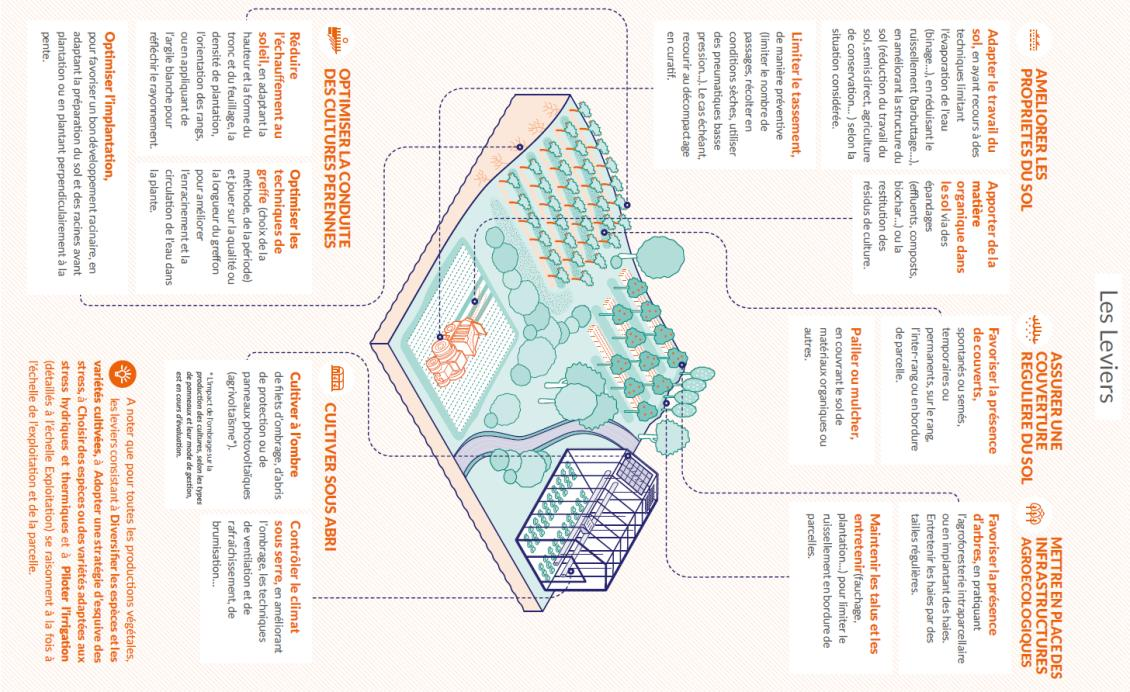 Les Leviers
AMELIORER LES
PROPRIETES DU SOL
Adapter le travail du
sol, en ayant recours à des
techniques limitant
l'évaporation de l'eau
(binage...), en réduisant le
ruissellement (barbuttage...),
en améliorant la structure du
sol (réduction du travail du
sol, semis direct, agriculture
de conservation... ) selon la
situation considérée.
Apporter de la
matière
organique dans
le sol via des
épandages
(effluents, composts,
biochar...) ou la
restitution des
résidus de culture.
Limiter le tassement,
de manière préventive
(limiter le nombre de
passages, récolter en
conditions sèches, utiliser
des pneumatiques basse
pression...). Le cas échéant,
recourir au décompactage
en curatif.
ASSURER UNE
COUVERTURE
REGULIERE DU SOL
Favoriser la présence
de couverts,
spontanés ou semés,
temporaires ou
permanents, sur le rang,
l'inter-rang ou en bordure
de parcelle.
Pailler ou mulcher,
en couvrant le sol de
matériaux organiques ou
autres.
METTRE EN PLACE DES
INFRASTRUCTURES
AGROECOLOGIQUES
Favoriser la présence
d'arbres, en pratiquant
l'agroforesterie intraparcellaire
ou en implantant des haies.
Entretenir les haies par des
tailles régulières.
Maintenir les talus et les
entretenir (fauchage,
plantation...) pour limiter le
ruissellement en bordure de
parcelles.
OPTIMISER LA CONDUITE
DES CULTURES PERENNES
Réduire
l'échauffement au
soleil, en adaptant la
hauteur et la forme du
tronc et du feuillage, la
densité de plantation,
l'orientation des rangs,
ou en appliquant de
l'argile blanche pour
réfléchir le rayonnement.
Optimiser les
techniques de
greffe (choix de la
méthode, de la période)
et jouer sur la qualité ou
la longueur du greffon
pour améliorer
l'enracinement et la
circulation de l'eau dans
la plante.
Optimiser l'implantation,
pour favoriser un bon développement racinaire, en
adaptant la préparation du sol et des racines avant
plantation ou en plantant perpendiculairement à la
pente.
CULTIVER SOUS ABRI
Cultiver à l'ombre
de filets d'ombrage, d'abris
de protection ou de
panneaux photovoltaïques
(agrivoltaïsme*).
* L'impact de l'ombrage sur la
production des cultures, selon les types
de panneaux et leur mode de gestion,
est en cours d'évaluation.
Contrôler le climat
sous serre, en améliorant
l'ombrage, les techniques
de ventilation et de
rafraîchissement, de
brumisation...
A noter que pour toutes les productions végétales,
les leviers consistant à Diversifier les espèces et les
variétés cultivées, à Adopter une stratégie d'esquive des
stress, à Choisir des espèces ou des variétés adaptées aux
stress hydriques et thermiques et à Piloter l'irrigation
(détaillés à l'échelle Exploitation) se raisonnent à la fois à
l'échelle de l'exploitation et de la parcelle.